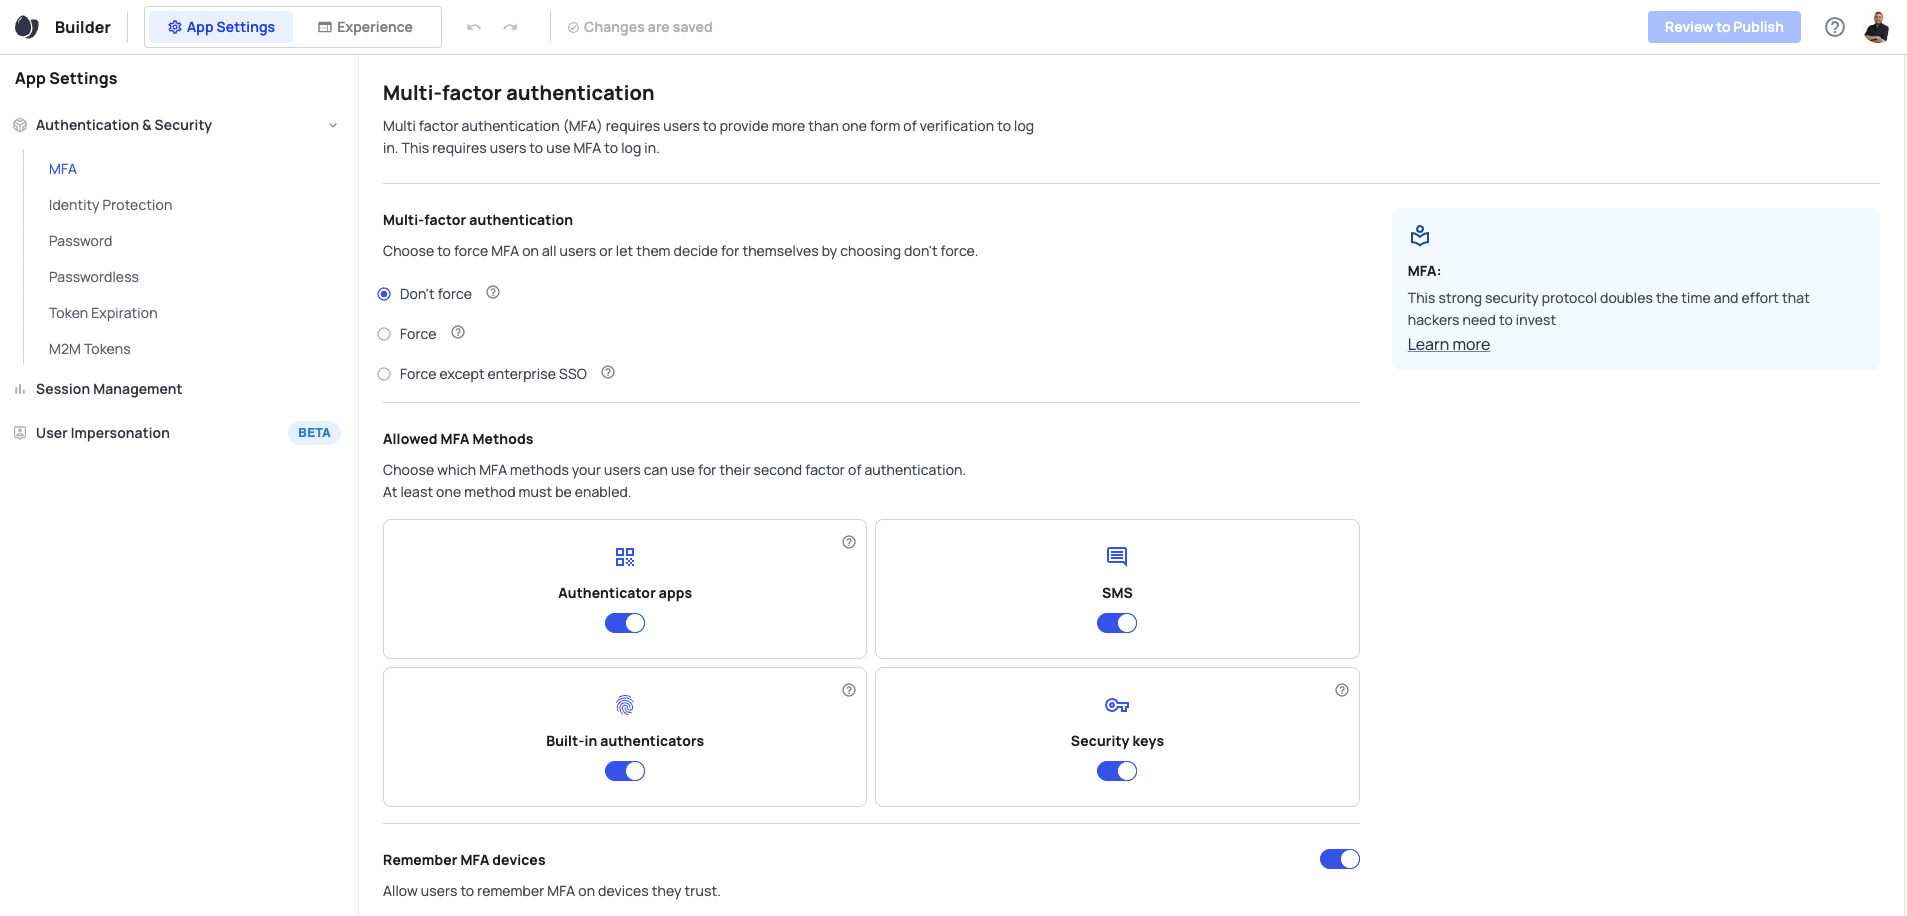 Builder
App Settings
Experience
Changes are saved
Review to Publish
App Settings
Authentication & Security
MFA
Identity Protection
Password
Passwordless
Token Expiration
M2M Tokens
Session Management
User Impersonation
BETA
Multi-factor authentication
Multi factor authentication (MFA) requires users to provide more than one form of verification to log
in. This requires users to use MFA to log in.
Multi-factor authentication
Choose to force MFA on all users or let them decide for themselves by choosing don't force.
Don't force
Force
Force except enterprise SSO
MFA:
This strong security protocol doubles the time and effort that
hackers need to invest
Learn more
Allowed MFA Methods
Choose which MFA methods your users can use for their second factor of authentication.
At least one method must be enabled.
Authenticator apps
SMS
Built-in authenticators
Security keys
Remember MFA devices
Allow users to remember MFA on devices they trust.